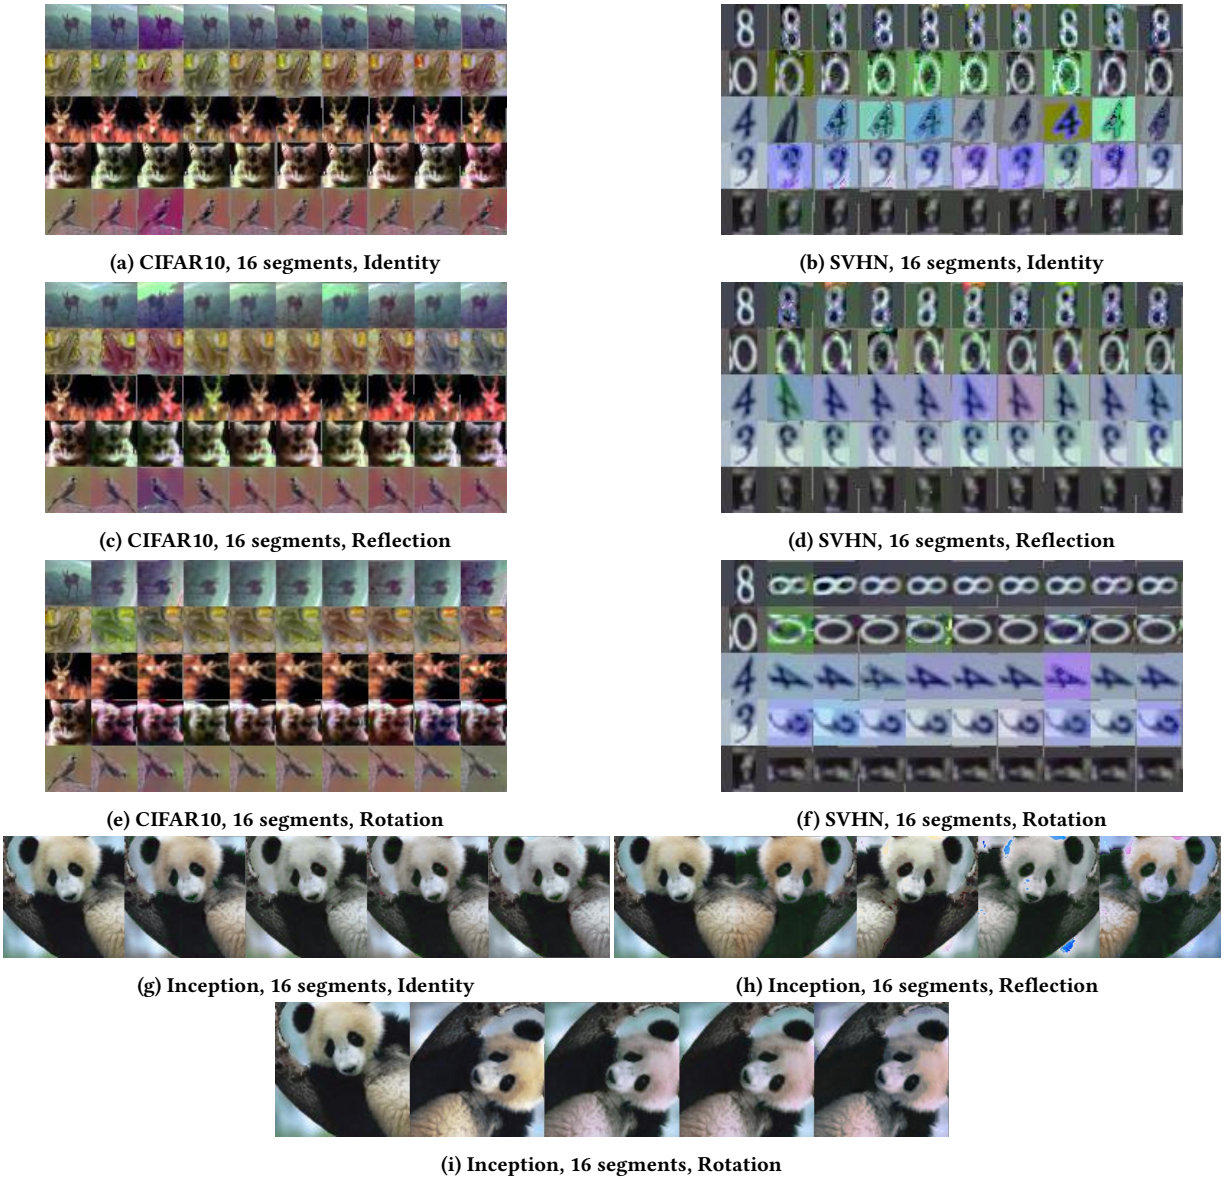 (a) CIFAR10, 16 segments, Identity
(b) SVHN, 16 segments, Identity
(c) CIFAR10, 16 segments, Reflection
(d) SVHN, 16 segments, Reflection
(e) CIFAR10, 16 segments, Rotation
(f) SVHN, 16 segments, Rotation
(g) Inception, 16 segments, Identity
(h) Inception, 16 segments, Reflection
(i) Inception, 16 segments, Rotation